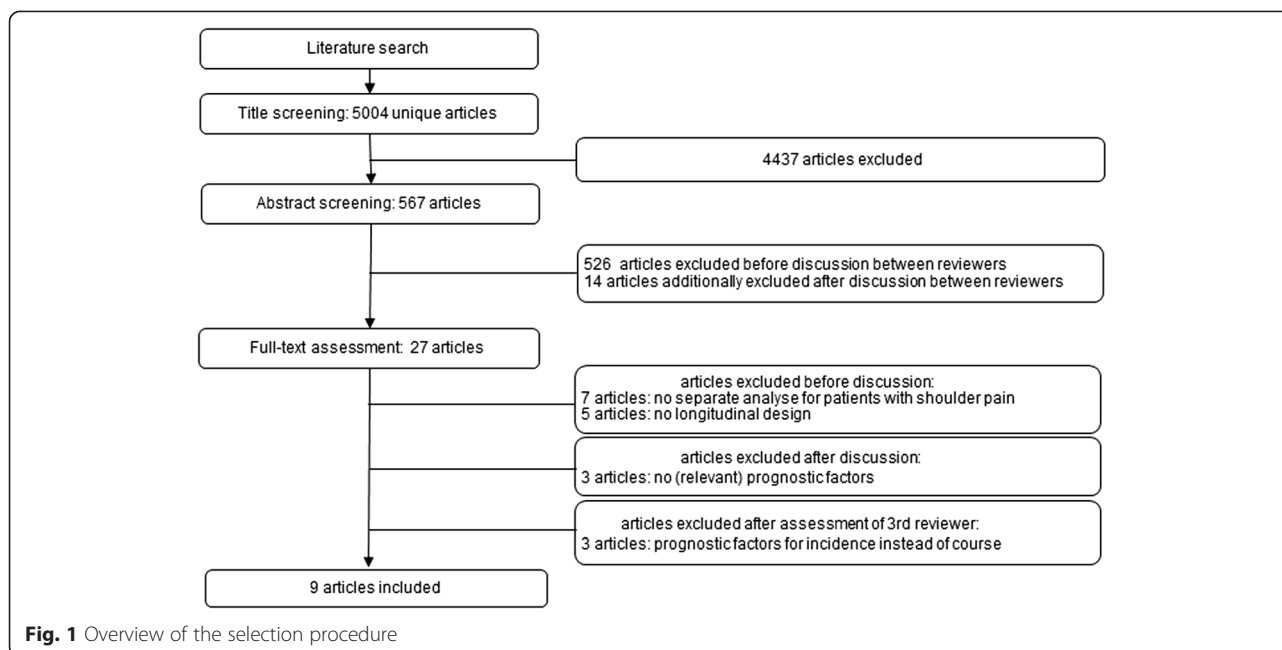 Literature search
Title screening: 5004 unique articles
4437 articles excluded
Abstract screening: 567 articles
526 articles excluded before discussion between reviewers
14 articles additionally excluded after discussion between reviewers
Full-text assessment: 27 articles
articles excluded before discussion:
7 articles: no separate analyse for patients with shoulder pain
5 articles: no longitudinal design
articles excluded after discussion:
3 articles: no (relevant) prognostic factors
articles excluded after assessment of 3rd reviewer:
3 articles: prognostic factors for incidence instead of course
9 articles included
Fig. 1 Overview of the selection procedure